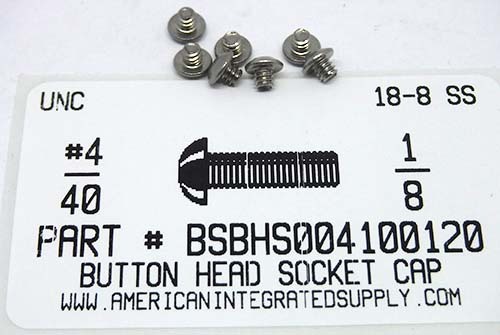 UNC 18-8 SS
#4 1
40 8
PART # BSBHS004100120
BUTTON HEAD SOCKET CAP
WWW.AMERICANINTEGRATEDSUPPLY.COM